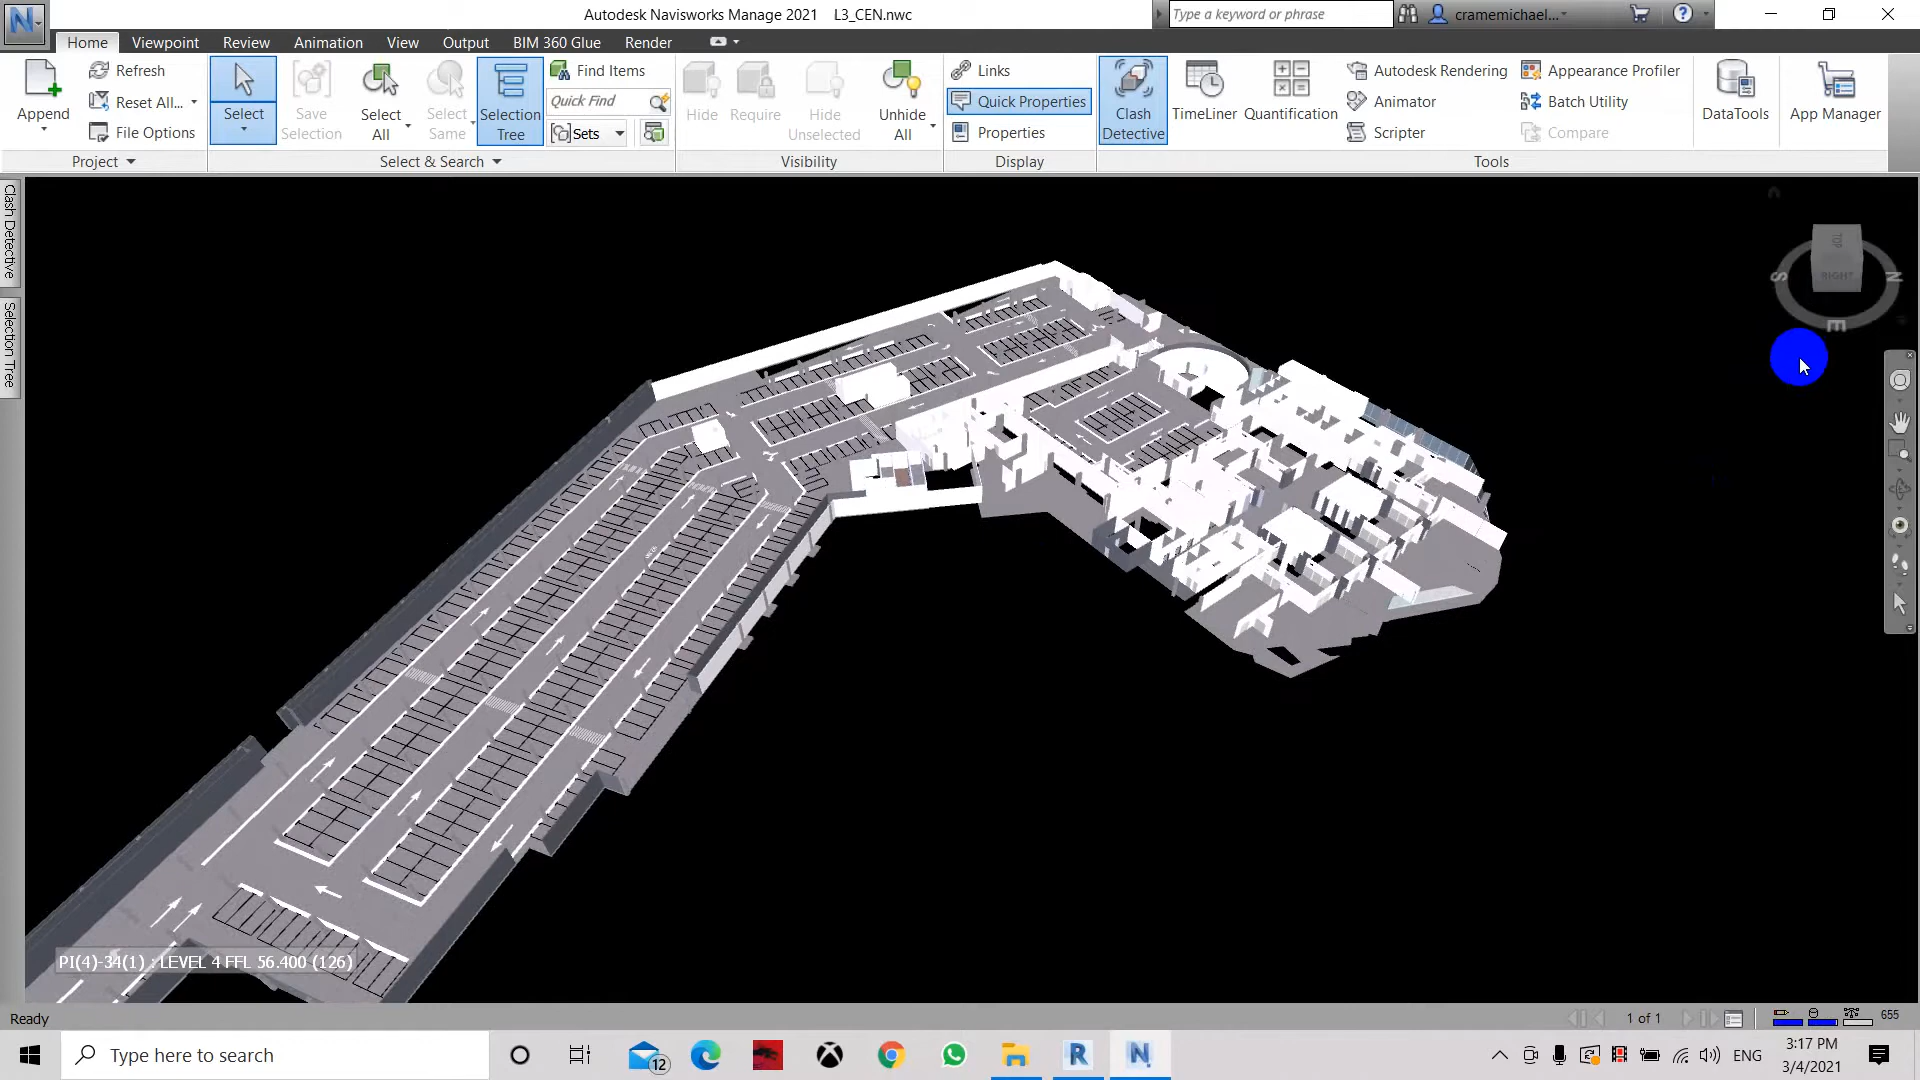 Autodesk Navisworks Manage 2021 L3_CEN.nwc
Type a keyword or phrase
cramemichael...
Home Viewpoint Review Animation View Output BIM 360 Glue Render
Append
Refresh
Reset All...
File Options
Project
Select
Save Selection
Select All
Select Same
Selection Tree
Find Items
Quick Find
Sets
Select & Search
Hide
Require
Hide Unselected
Unhide All
Visibility
Links
Quick Properties
Properties
Display
Clash Detective
TimeLiner
Quantification
Autodesk Rendering
Animator
Scripter
Appearance Profiler
Batch Utility
Compare
Tools
DataTools
App Manager
Clash Detective
Selection Tree
TOP
RIGHT
S
N
E
PI(4)-34(1) : LEVEL 4 FFL 56.400 (126)
Ready
1 of 1
655
Type here to search
12
ENG
3:17 PM
3/4/2021